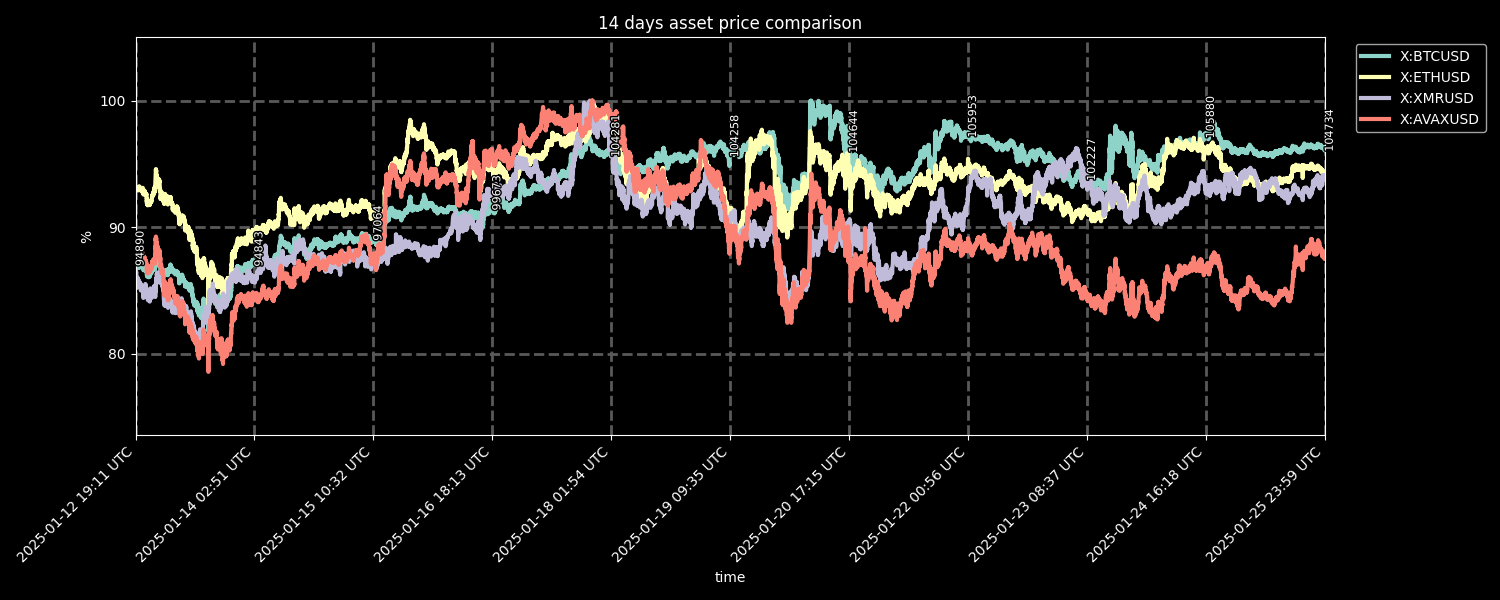 14 days asset price comparison
X:BTCUSD
X:ETHUSD
X:XMRUSD
X:AVAXUSD
100
90
80
%
94890
94843
97064
99673
104281
104258
104644
105953
102227
105880
104734
2025-01-12 19:11 UTC
2025-01-14 02:51 UTC
2025-01-15 10:32 UTC
2025-01-16 18:13 UTC
2025-01-18 01:54 UTC
2025-01-19 09:35 UTC
2025-01-20 17:15 UTC
2025-01-22 00:56 UTC
2025-01-23 08:37 UTC
2025-01-24 16:18 UTC
2025-01-25 23:59 UTC
time